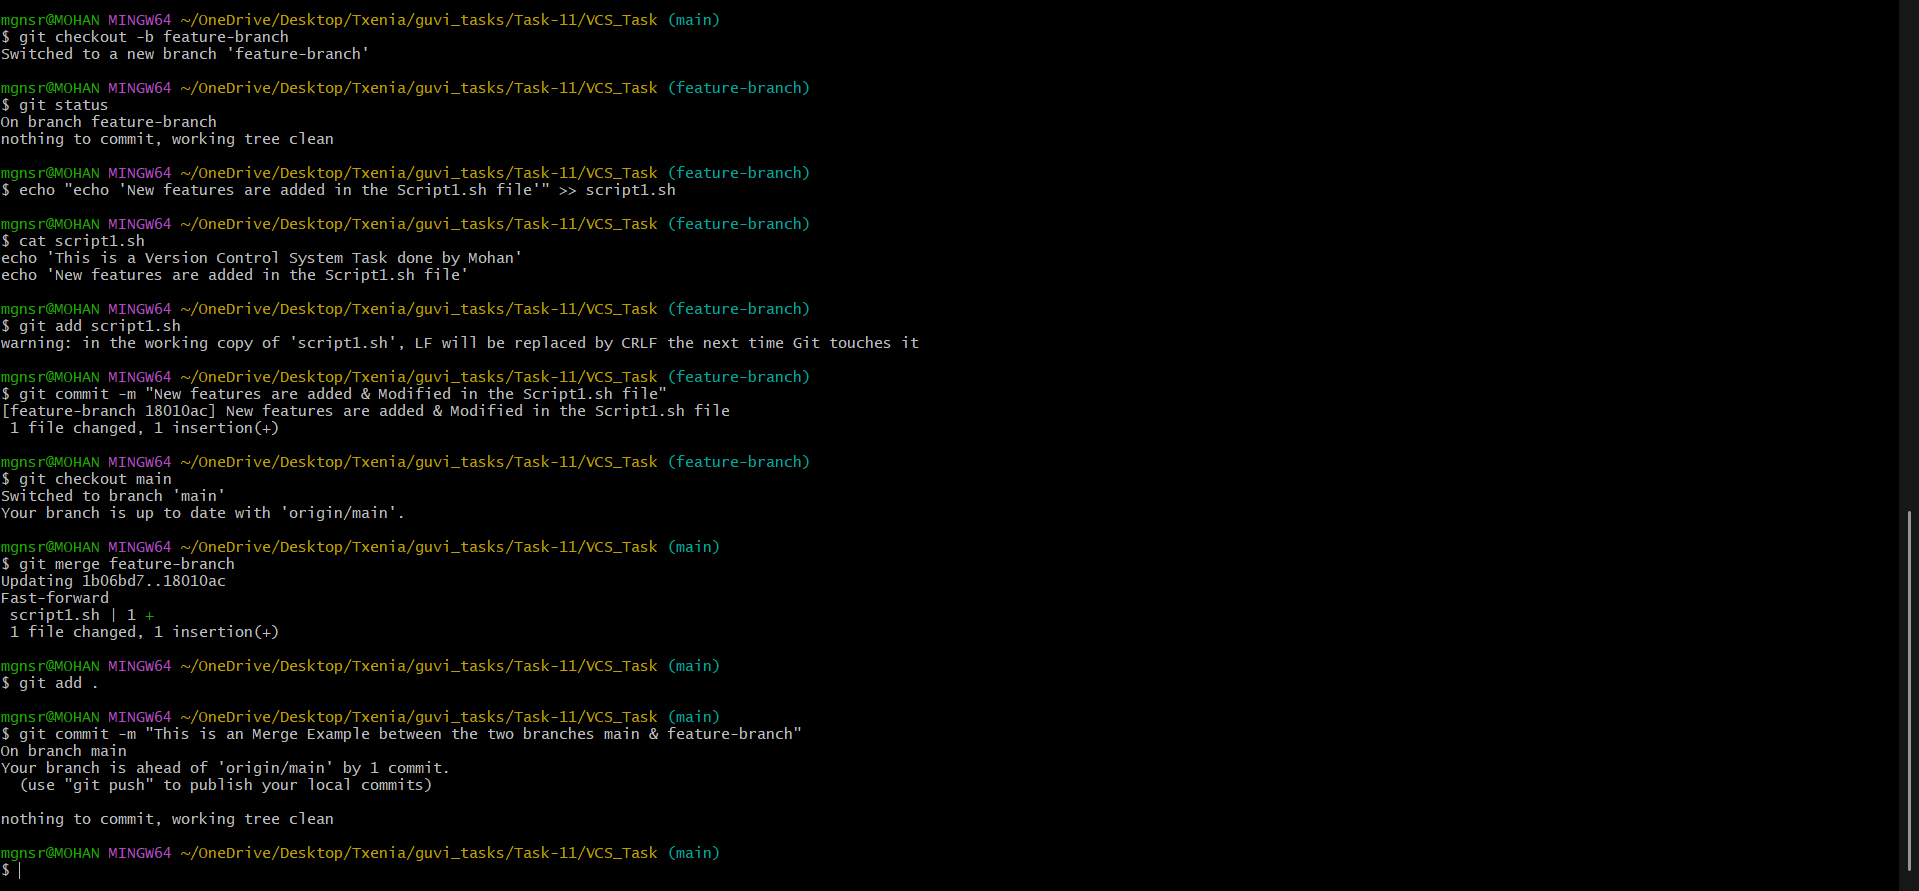 mgnsr@MOHAN MINGW64 ~/OneDrive/Desktop/Txenia/guvi_tasks/Task-11/VCS_Task (main)
$ git checkout -b feature-branch
Switched to a new branch 'feature-branch'

mgnsr@MOHAN MINGW64 ~/OneDrive/Desktop/Txenia/guvi_tasks/Task-11/VCS_Task (feature-branch)
$ git status
On branch feature-branch
nothing to commit, working tree clean

mgnsr@MOHAN MINGW64 ~/OneDrive/Desktop/Txenia/guvi_tasks/Task-11/VCS_Task (feature-branch)
$ echo "echo 'New features are added in the Script1.sh file'" >> script1.sh

mgnsr@MOHAN MINGW64 ~/OneDrive/Desktop/Txenia/guvi_tasks/Task-11/VCS_Task (feature-branch)
$ cat script1.sh
echo 'This is a Version Control System Task done by Mohan'
echo 'New features are added in the Script1.sh file'

mgnsr@MOHAN MINGW64 ~/OneDrive/Desktop/Txenia/guvi_tasks/Task-11/VCS_Task (feature-branch)
$ git add script1.sh
warning: in the working copy of 'script1.sh', LF will be replaced by CRLF the next time Git touches it

mgnsr@MOHAN MINGW64 ~/OneDrive/Desktop/Txenia/guvi_tasks/Task-11/VCS_Task (feature-branch)
$ git commit -m "New features are added & Modified in the Script1.sh file"
[feature-branch 18010ac] New features are added & Modified in the Script1.sh file
 1 file changed, 1 insertion(+)

mgnsr@MOHAN MINGW64 ~/OneDrive/Desktop/Txenia/guvi_tasks/Task-11/VCS_Task (feature-branch)
$ git checkout main
Switched to branch 'main'
Your branch is up to date with 'origin/main'.

mgnsr@MOHAN MINGW64 ~/OneDrive/Desktop/Txenia/guvi_tasks/Task-11/VCS_Task (main)
$ git merge feature-branch
Updating 1b06bd7..18010ac
Fast-forward
 script1.sh | 1 +
 1 file changed, 1 insertion(+)

mgnsr@MOHAN MINGW64 ~/OneDrive/Desktop/Txenia/guvi_tasks/Task-11/VCS_Task (main)
$ git add .

mgnsr@MOHAN MINGW64 ~/OneDrive/Desktop/Txenia/guvi_tasks/Task-11/VCS_Task (main)
$ git commit -m "This is an Merge Example between the two branches main & feature-branch"
On branch main
Your branch is ahead of 'origin/main' by 1 commit.
  (use "git push" to publish your local commits)

nothing to commit, working tree clean

mgnsr@MOHAN MINGW64 ~/OneDrive/Desktop/Txenia/guvi_tasks/Task-11/VCS_Task (main)
$